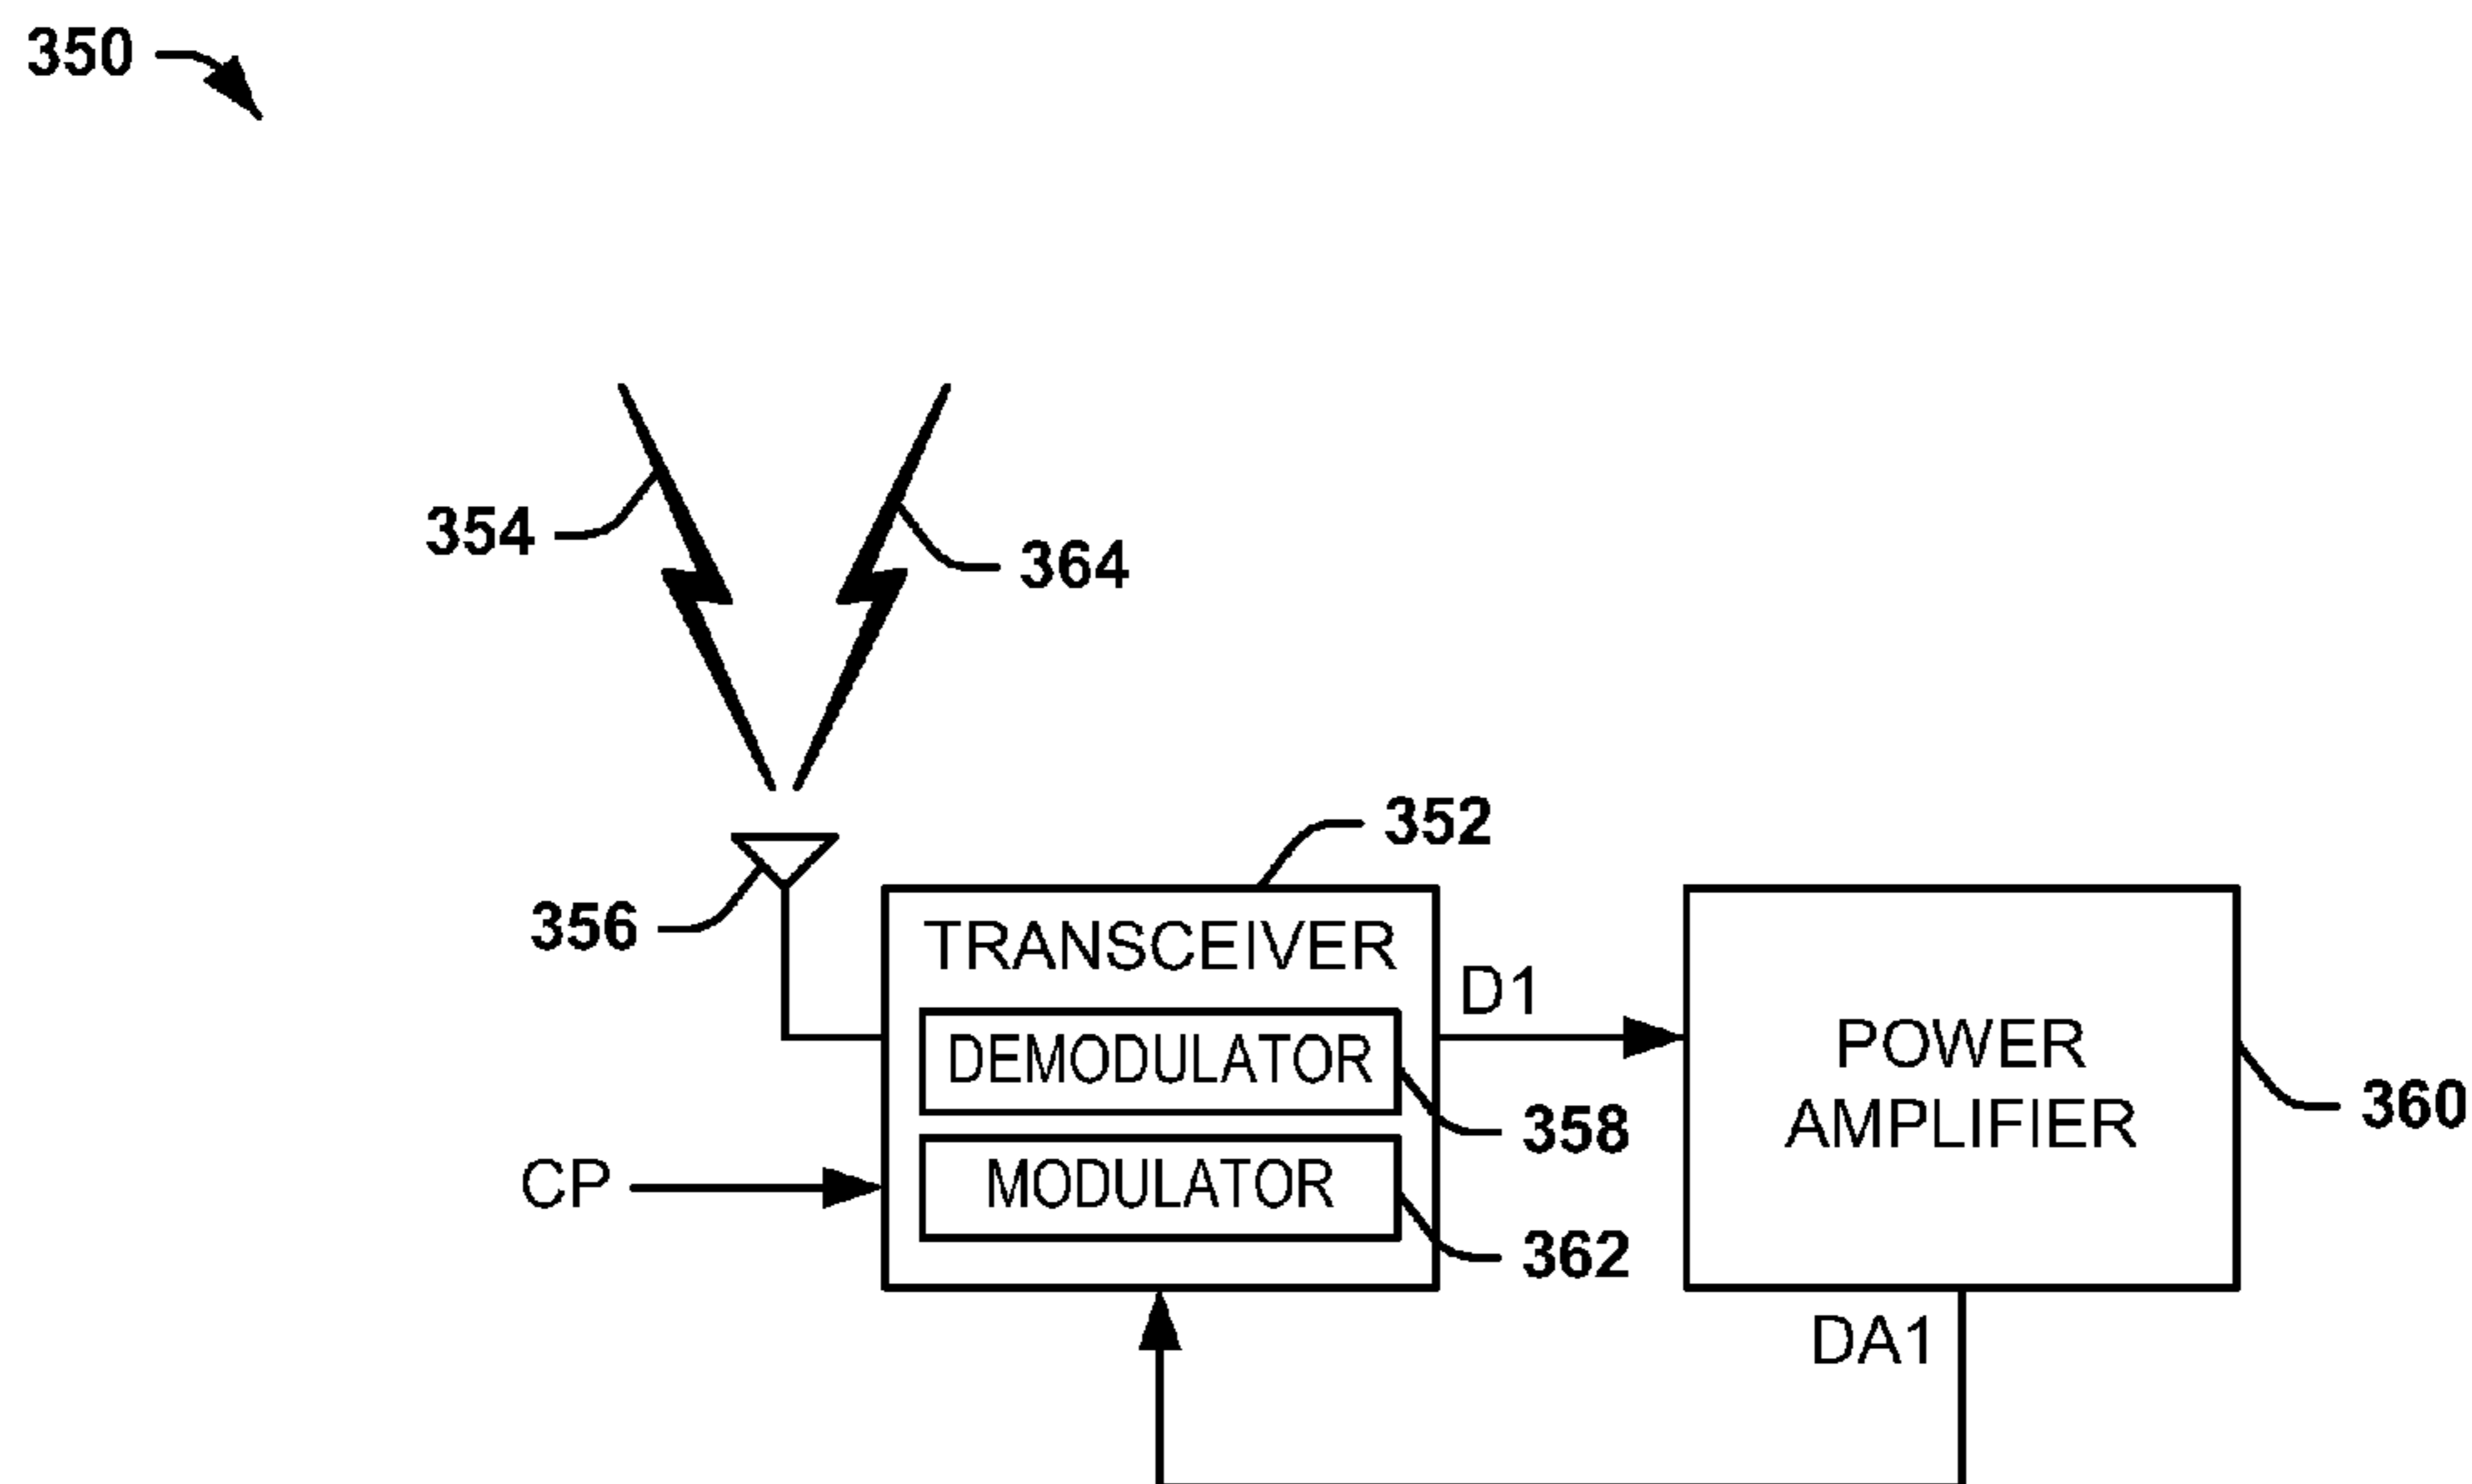 350
354
364
352
356
TRANSCEIVER
D1
DEMODULATOR
POWER
AMPLIFIER
360
358
CP
MODULATOR
362
DA1